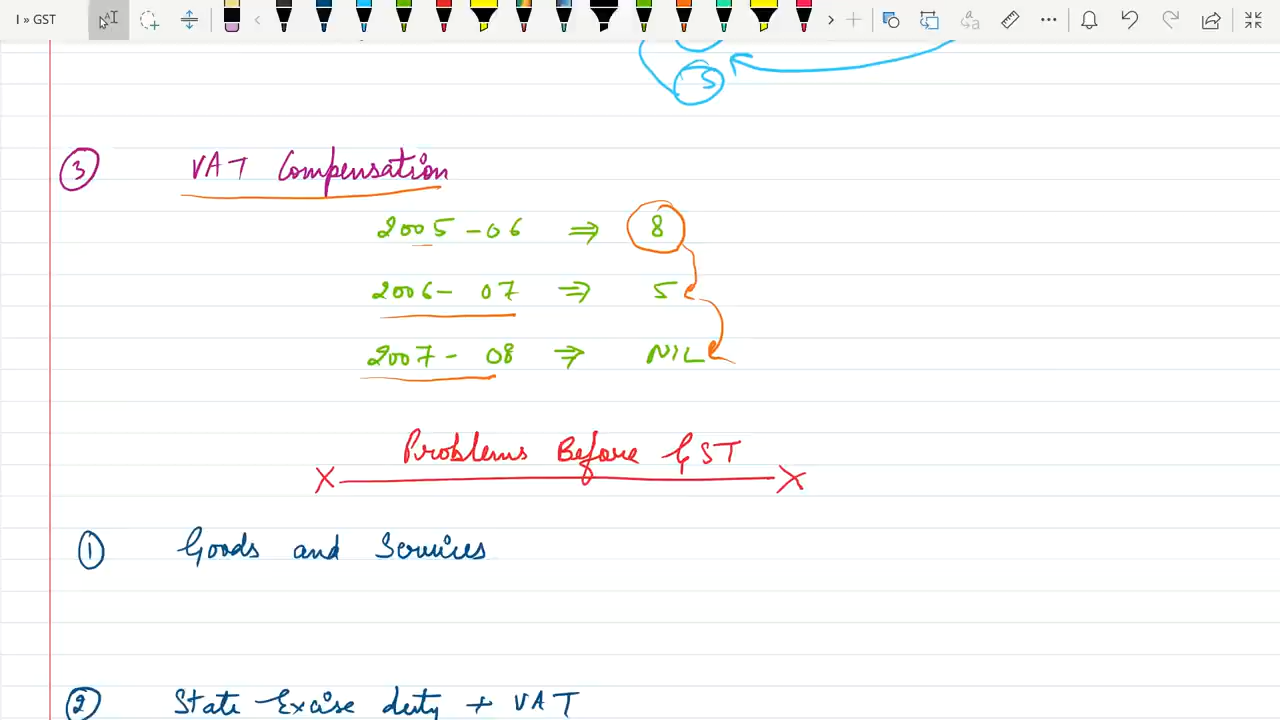 I » GST
S
3 VAT Compensation
2005-06 ⇒ 8
2006-07 ⇒ 5
2007-08 ⇒ NIL
Problems Before GST
1 Goods and Services
2 State Excise duty + VAT